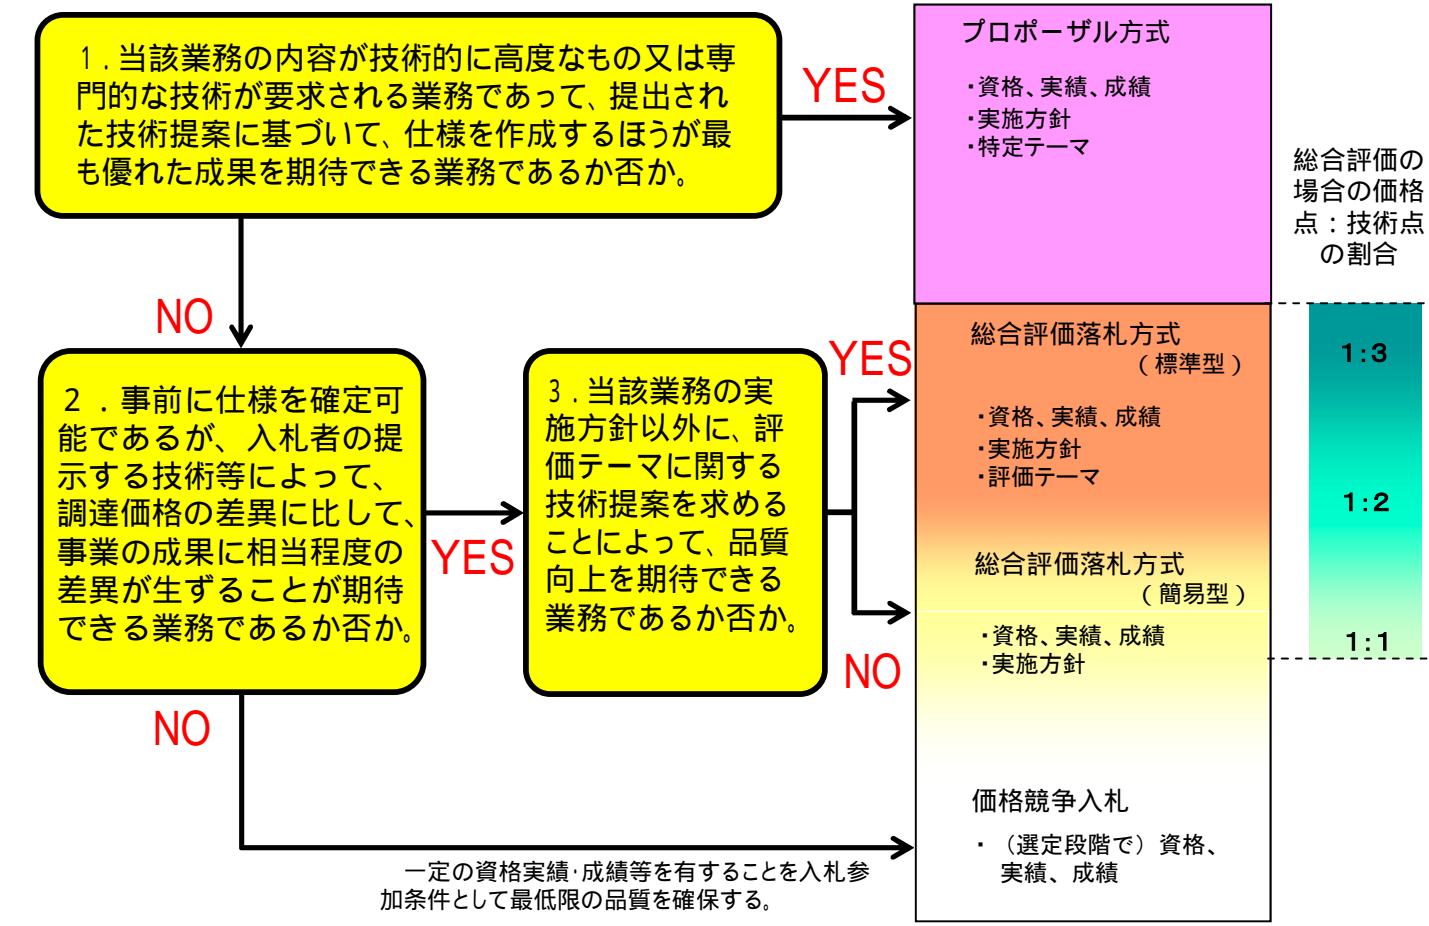 1．当該業務の内容が技術的に高度なもの又は専
門的な技術が要求される業務であって、提出され
た技術提案に基づいて、仕様を作成するほうが最
も優れた成果を期待できる業務であるか否か。
YES
NO
プロポーザル方式
・資格、実績、成績
・実施方針
・特定テーマ
総合評価の
場合の価格
点：技術点
の割合
２．事前に仕様を確定可
能であるが、入札者の提
示する技術等によって、
調達価格の差異に比して、
事業の成果に相当程度の
差異が生ずることが期待
できる業務であるか否か。
YES
NO
3．当該業務の実
施方針以外に、評
価テーマに関する
技術提案を求める
ことによって、品質
向上を期待できる
業務であるか否か。
YES
NO
総合評価落札方式
（標準型）
・資格、実績、成績
・実施方針
・評価テーマ
総合評価落札方式
（簡易型）
・資格、実績、成績
・実施方針
1:3
1:2
1:1
価格競争入札
・（選定段階で）資格、
実績、成績
一定の資格実績・成績等を有することを入札参
加条件として最低限の品質を確保する。